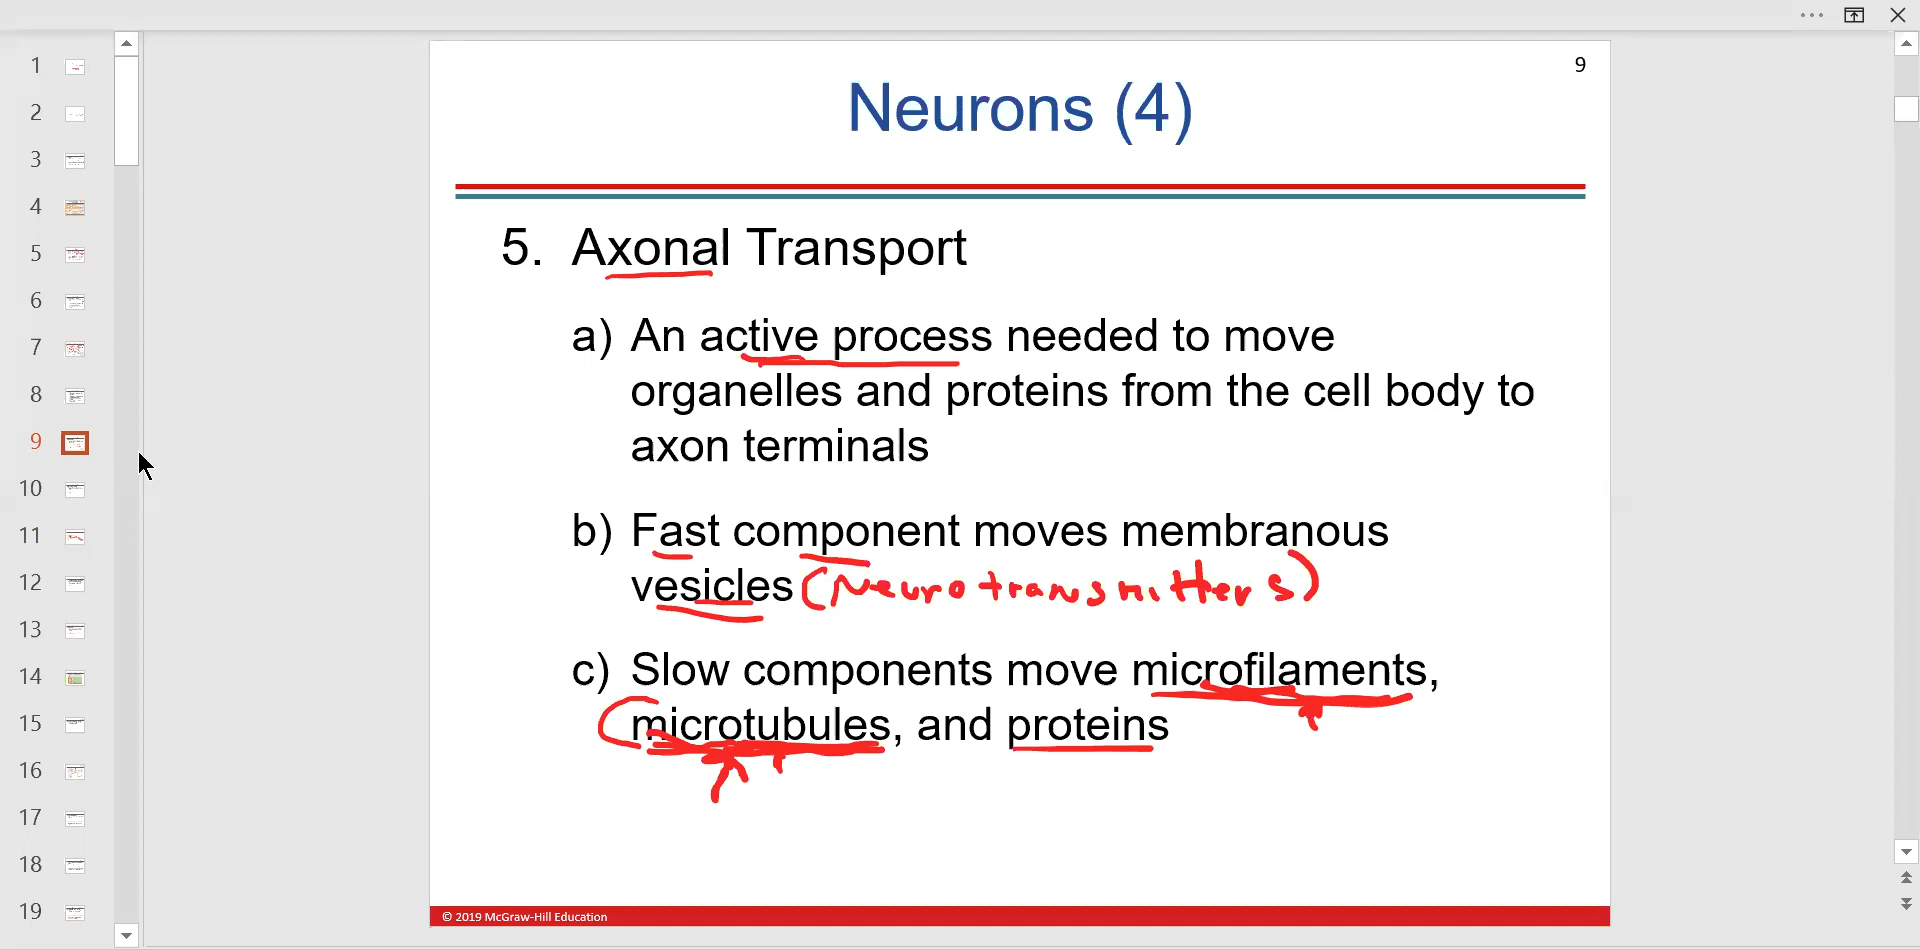 9
Neurons (4)
5. Axonal Transport
a) An active process needed to move
organelles and proteins from the cell body to
axon terminals
b) Fast component moves membranous
vesicles (Neurotransmitters)
c) Slow components move microfilaments,
microtubules, and proteins
© 2019 McGraw-Hill Education
1
2
3
4
5
6
7
8
9
10
11
12
13
14
15
16
17
18
19